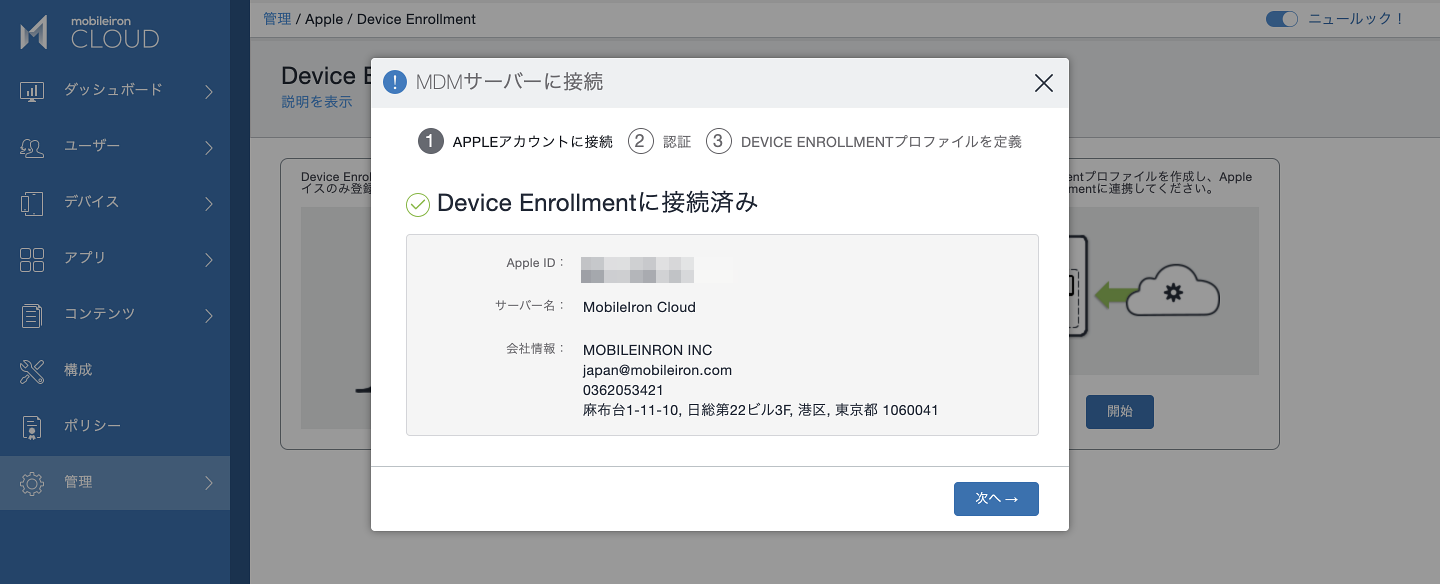 mobileiron
CLOUD
ダッシュボード
ユーザー
デバイス
アプリ
コンテンツ
構成
ポリシー
管理
管理 / Apple / Device Enrollment
ニュールック！
Device E
説明を表示
Device Enrol
イスのみ登録
entプロファイルを作成し、Apple
mentに連携してください。
開始
! MDMサーバーに接続
1 APPLEアカウントに接続 2 認証 3 DEVICE ENROLLMENTプロファイルを定義
Device Enrollmentに接続済み
Apple ID：
サーバー名： MobileIron Cloud
会社情報： MOBILEINRON INC
japan@mobileiron.com
0362053421
麻布台1-11-10, 日総第22ビル3F, 港区, 東京都 1060041
次へ→